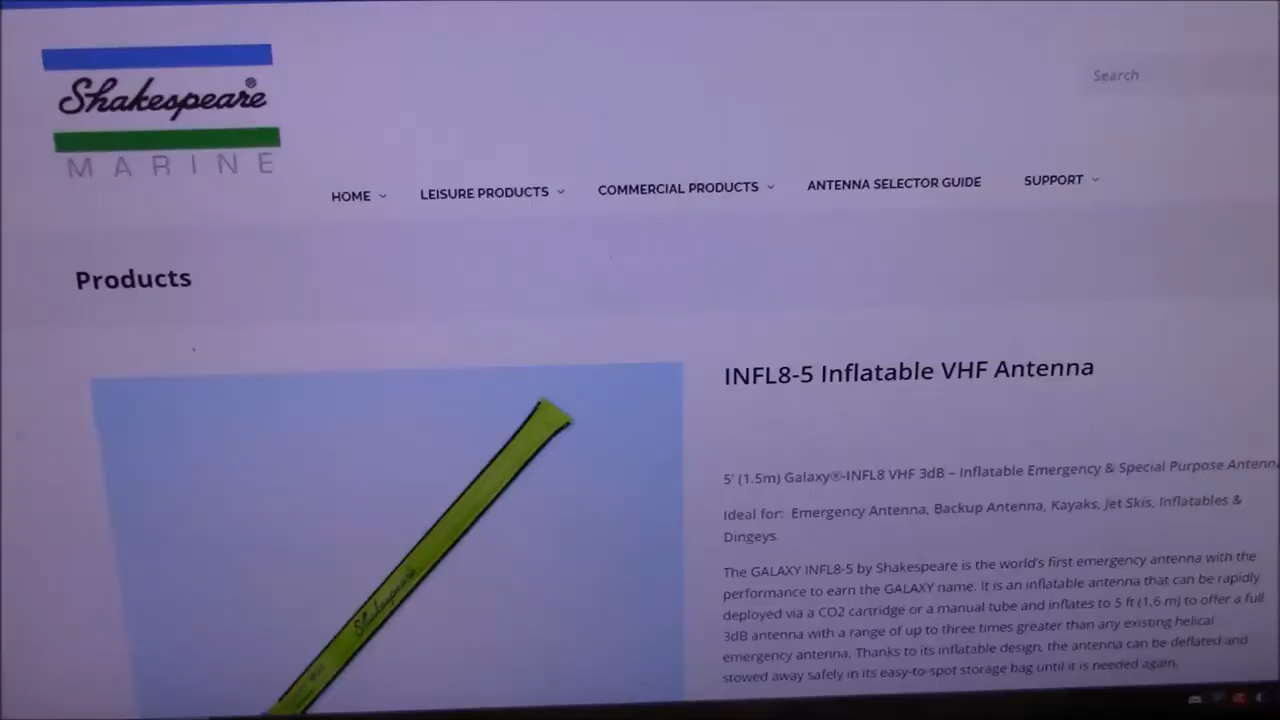 Shakespeare®
MARINE
Search
HOME
LEISURE PRODUCTS
COMMERCIAL PRODUCTS
ANTENNA SELECTOR GUIDE
SUPPORT
Products
INFL8-5 Inflatable VHF Antenna
5' (1.5m) Galaxy®-INFL8 VHF 3dB – Inflatable Emergency & Special Purpose Antenn
Ideal for: Emergency Antenna, Backup Antenna, Kayaks, Jet Skis, Inflatables &
Dingeys.
The GALAXY INFL8-5 by Shakespeare is the world's first emergency antenna with the
performance to earn the GALAXY name. It is an inflatable antenna that can be rapidly
deployed via a CO2 cartridge or a manual tube and inflates to 5 ft (1.6 m) to offer a full
3dB antenna with a range of up to three times greater than any existing helical
emergency antenna. Thanks to its inflatable design, the antenna can be deflated and
stowed away safely in its easy-to-spot storage bag until it is needed again.
Shakespeare